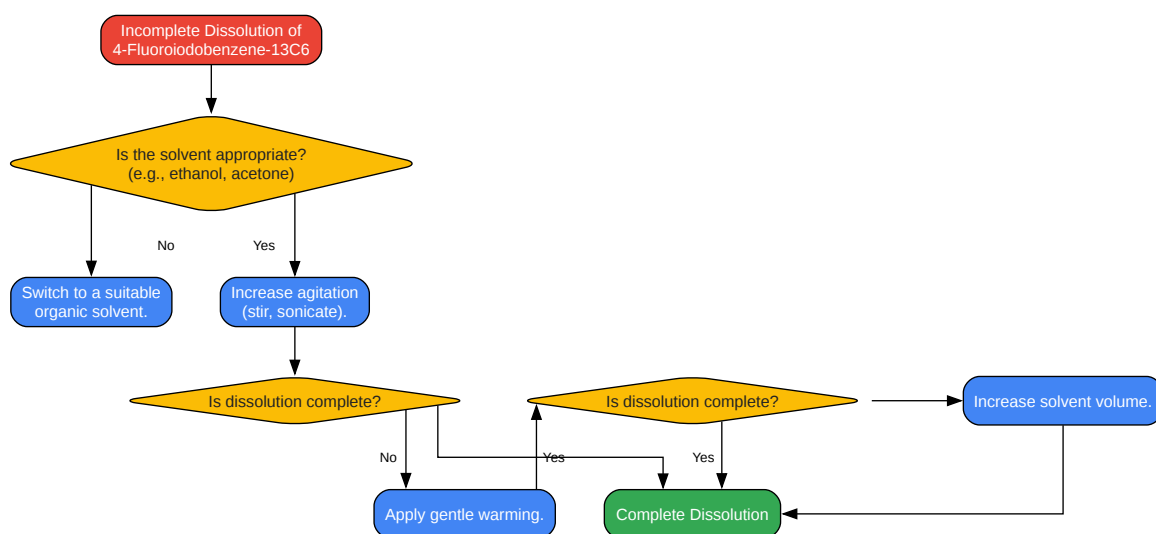 Incomplete Dissolution of
4-Fluoroiodobenzene-13C6
Is the solvent appropriate?
(e.g., ethanol, acetone)
No
Yes
Switch to a suitable
organic solvent.
Increase agitation
(stir, sonicate).
Is dissolution complete?
Is dissolution complete?
Increase solvent volume.
No
Yes
Yes
Apply gentle warming.
Complete Dissolution